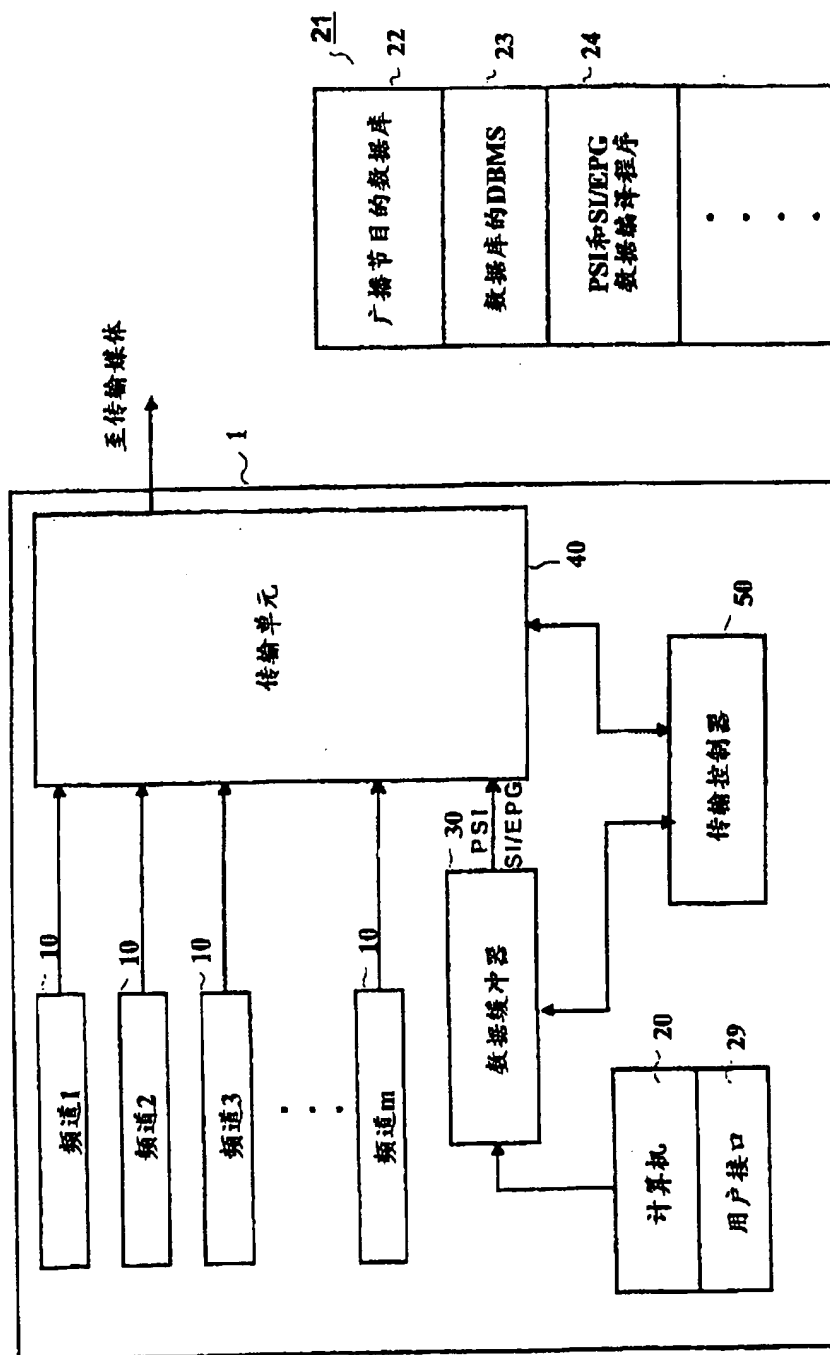 频道1
10
频道2
10
频道3
10
频道m
10
计算机
20
用户接口
29
数据缓冲器
30
PSI
SI/EPG
传输单元
40
传输控制器
50
1
至传输媒体
21
广播节目的数据库
22
数据库的DBMS
23
PSI和SI/EPG
数据编译程序
24